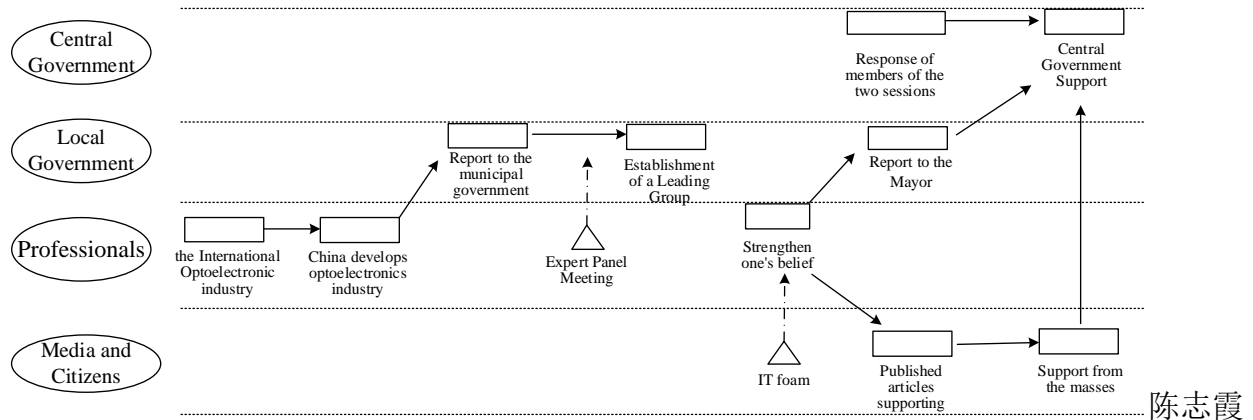 Central
Government
Response of
members of the
two sessions
Central
Government
Support
Local
Government
Report to the
municipal
government
Establishment
of a Leading
Group
Report to the
Mayor
Professionals
the International
Optoelectronic
industry
China develops
optoelectronics
industry
Expert Panel
Meeting
Strengthen
one's belief
Media and
Citizens
IT foam
Published
articles
supporting
Support from
the masses
陈志霞